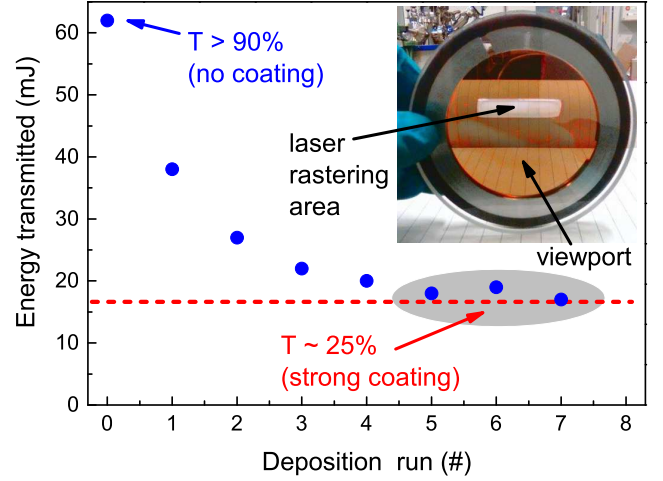 Energy transmitted (mJ)
60
50
40
30
20
10
0
T > 90%
(no coating)
laser
rastering
area
viewport
T ~ 25%
(strong coating)
0 1 2 3 4 5 6 7 8
Deposition run (#)